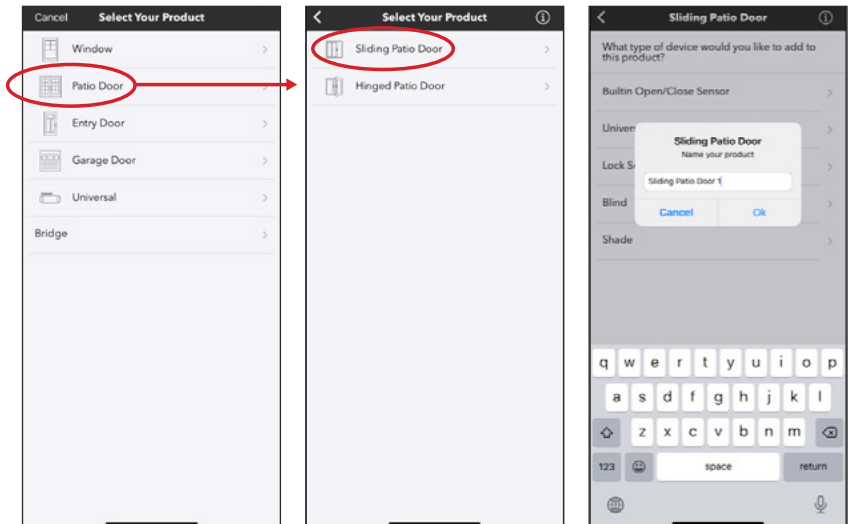 Cancel Select Your Product
Window
Patio Door
Entry Door
Garage Door
Universal
Bridge
Select Your Product
Sliding Patio Door
Hinged Patio Door
Sliding Patio Door
What type of device would you like to add to
this product?
Builtin Open/Close Sensor
Univer
Lock S
Blind
Shade
Sliding Patio Door
Name your product
Sliding Patio Door 1
Cancel Ok
q w e r t y u i o p
a s d f g h j k l
z x c v b n m
123 space return